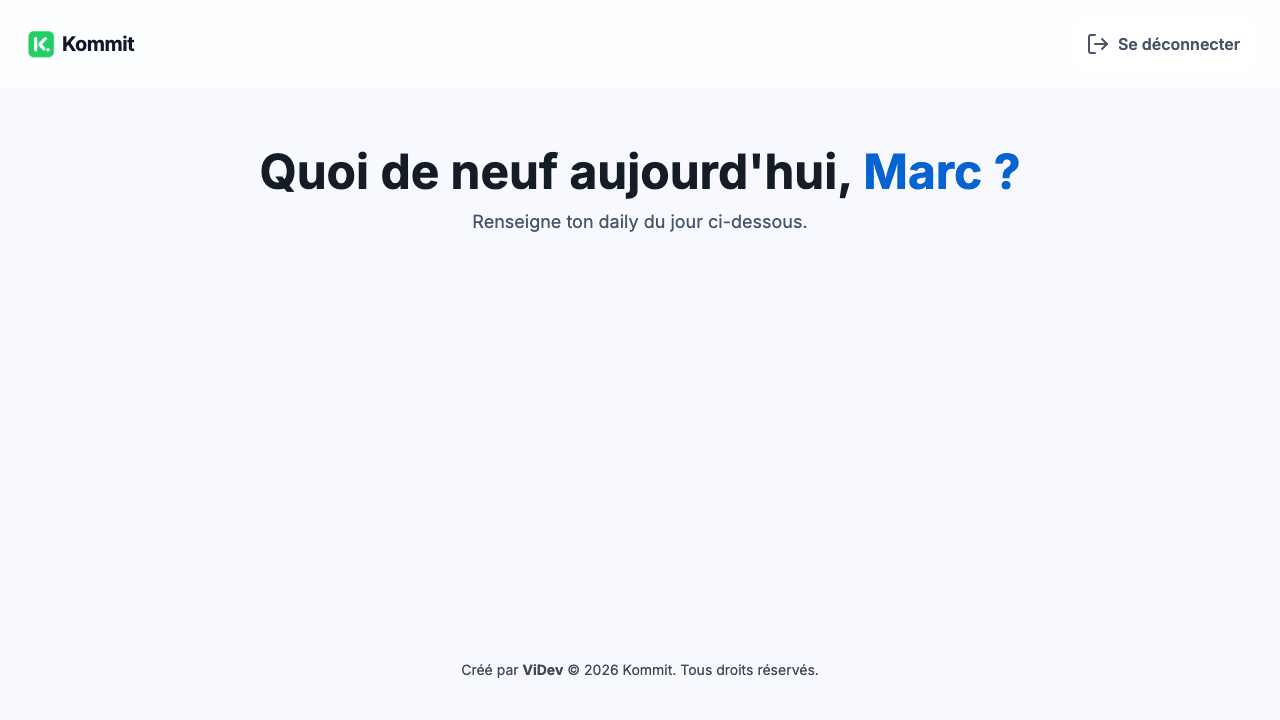 Kommit
Se déconnecter
Quoi de neuf aujourd'hui, Marc ?
Renseigne ton daily du jour ci-dessous.
Créé par ViDev © 2026 Kommit. Tous droits réservés.